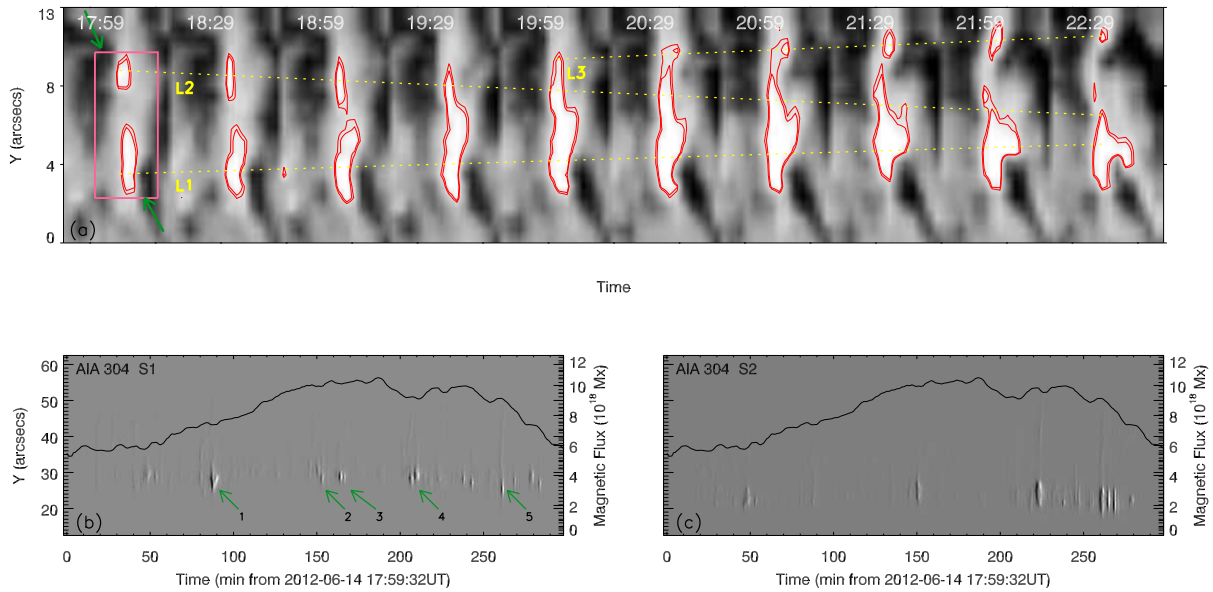 13
8
4
0
Y (arcsecs)
17:59 18:29 18:59 19:29 19:59 20:29 20:59 21:29 21:59 22:29
L2
L3
L1
(a)
Time
AIA 304 S1
60
50
40
30
20
Y (arcsecs)
12
10
8
6
4
2
0
Magnetic Flux (10^18 Mx)
1 2 3 4 5
(b)
0 50 100 150 200 250
Time (min from 2012-06-14 17:59:32UT)
AIA 304 S2
12
10
8
6
4
2
0
Magnetic Flux (10^18 Mx)
(c)
0 50 100 150 200 250
Time (min from 2012-06-14 17:59:32UT)